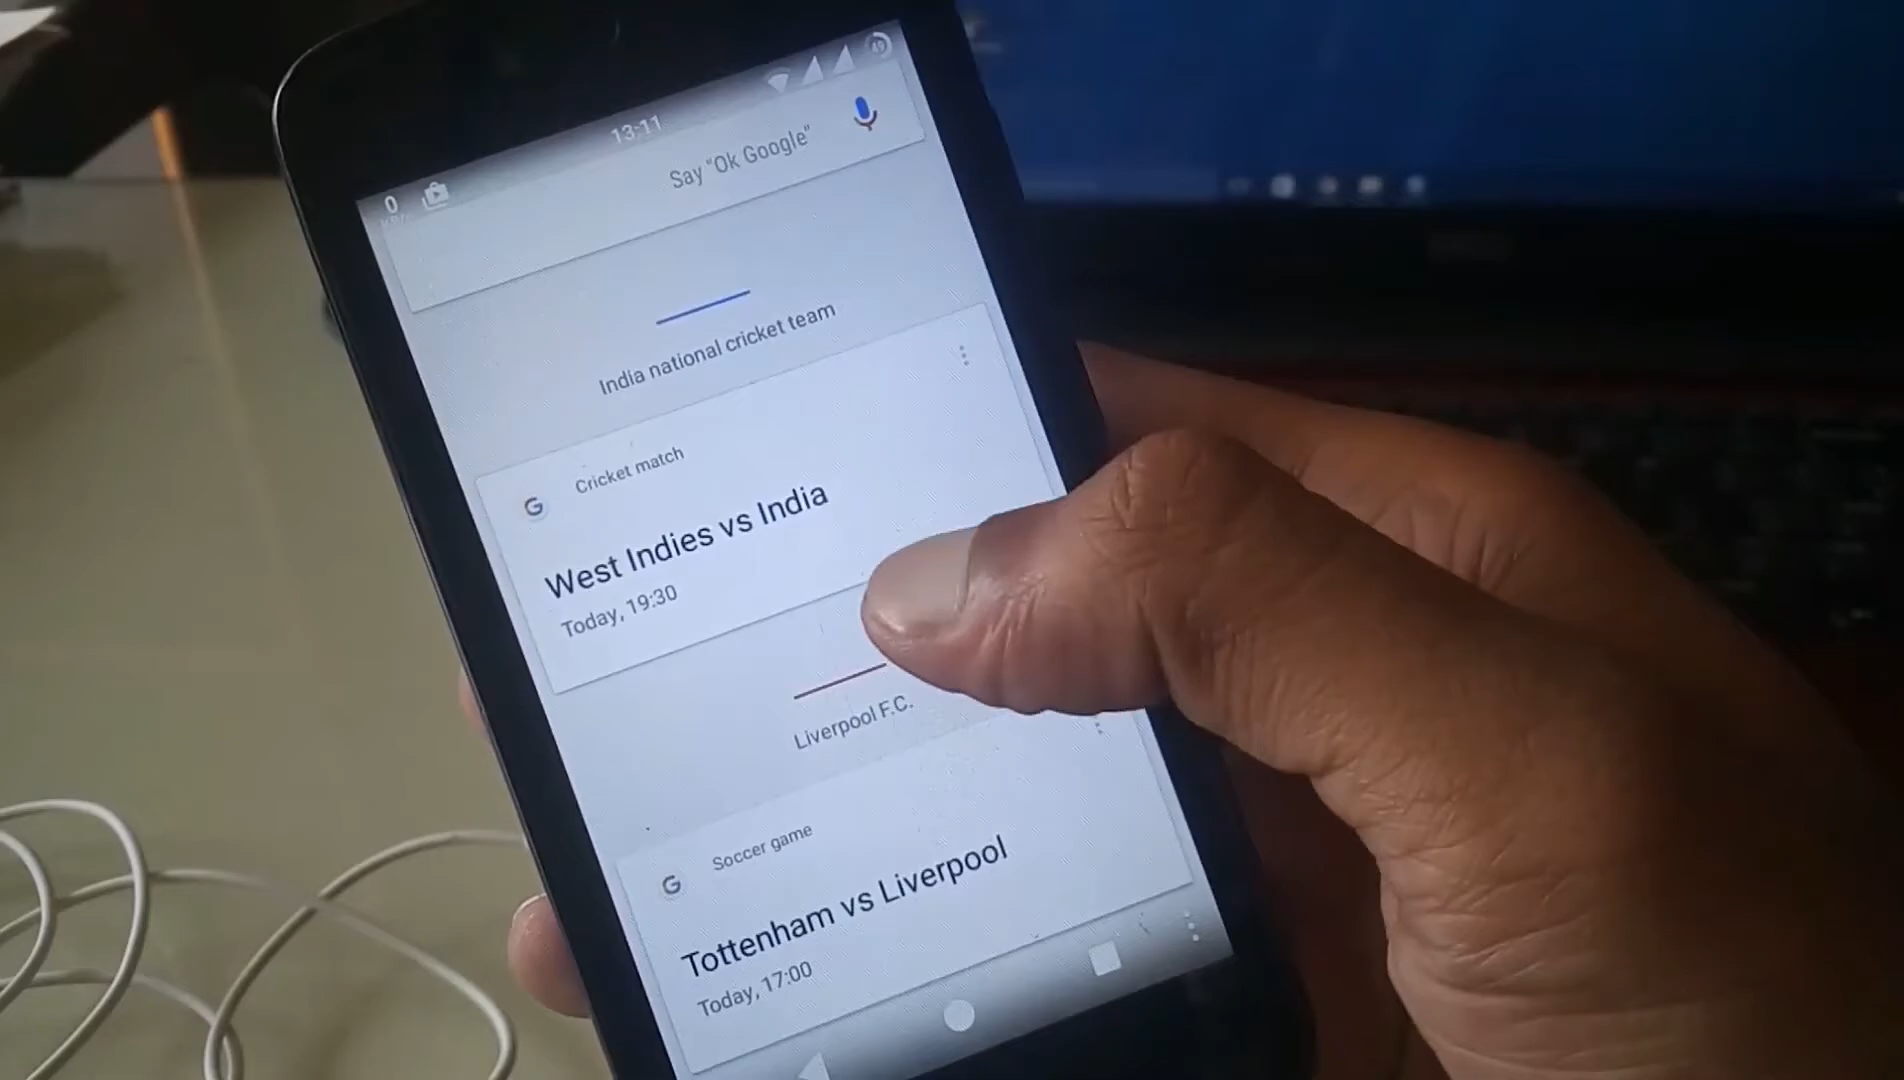 13:11
49
0
Say "Ok Google"
India national cricket team
G
Cricket match
West Indies vs India
Today, 19:30
Liverpool F.C.
G
Soccer game
Tottenham vs Liverpool
Today, 17:00